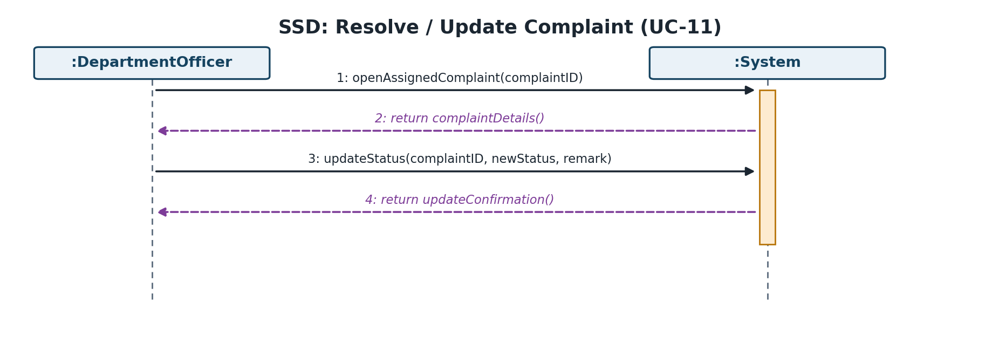 SSD: Resolve / Update Complaint (UC-11)
:DepartmentOfficer
:System
1: openAssignedComplaint(complaintID)
2: return complaintDetails()
3: updateStatus(complaintID, newStatus, remark)
4: return updateConfirmation()